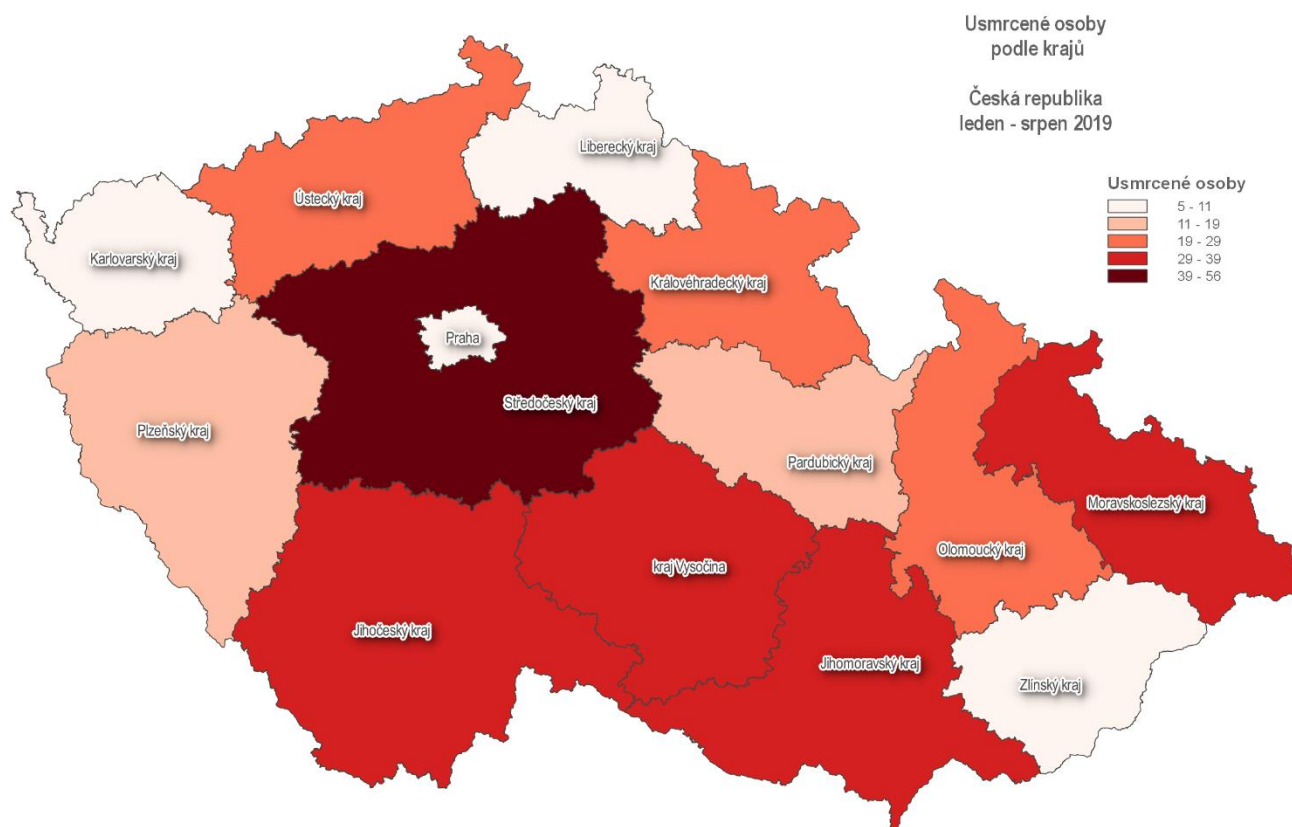 Usmrcené osoby
podle krajů
Česká republika
leden - srpen 2019
Usmrcené osoby
5 - 11
11 - 19
19 - 29
29 - 39
39 - 56
Liberecký kraj
Ústecký kraj
Karlovarský kraj
Královéhradecký kraj
Praha
Středočeský kraj
Plzeňský kraj
Pardubický kraj
Moravskoslezský kraj
Olomoucký kraj
kraj Vysočina
Jihočeský kraj
Jihomoravský kraj
Zlínský kraj